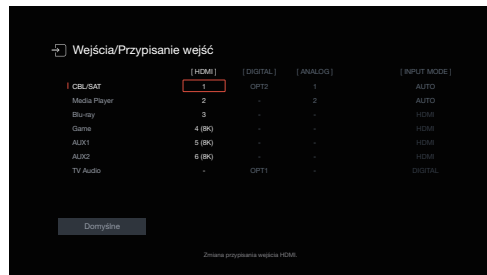 Wejścia/Przypisanie wejść
[ HDMI ] [ DIGITAL ] [ ANALOG ] [ INPUT MODE ]
CBL/SAT 1 OPT2 1 AUTO
Media Player 2 - 2 AUTO
Blu-ray 3 - - HDMI
Game 4 (8K) - - HDMI
AUX1 5 (8K) - - HDMI
AUX2 6 (8K) - - HDMI
TV Audio - OPT1 - DIGITAL
Domyślne
Zmiana przypisania wejścia HDMI.